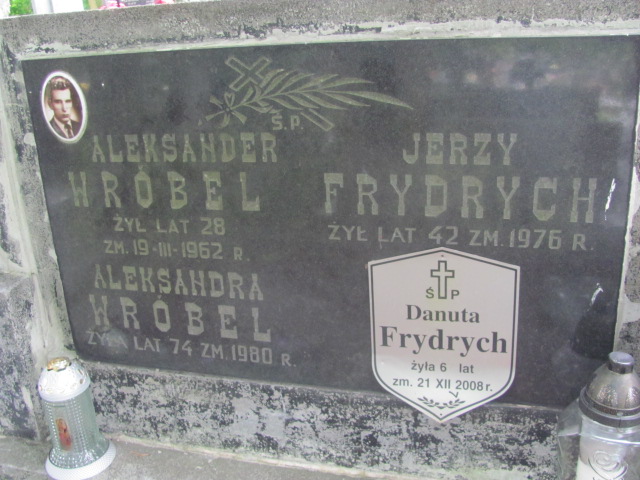 Ś.P.
ALEKSANDER
WRÓBEL
ŻYŁ LAT 28
ZM. 19-III-1962 R.
ALEKSANDRA
WRÓBEL
ŻYŁA LAT 74 ZM. 1980 R.
JERZY
FRYDRYCH
ŻYŁ LAT 42 ZM. 1976 R.
Ś P
Danuta
Frydrych
żyła 6 lat
zm. 21 XII 2008 r.